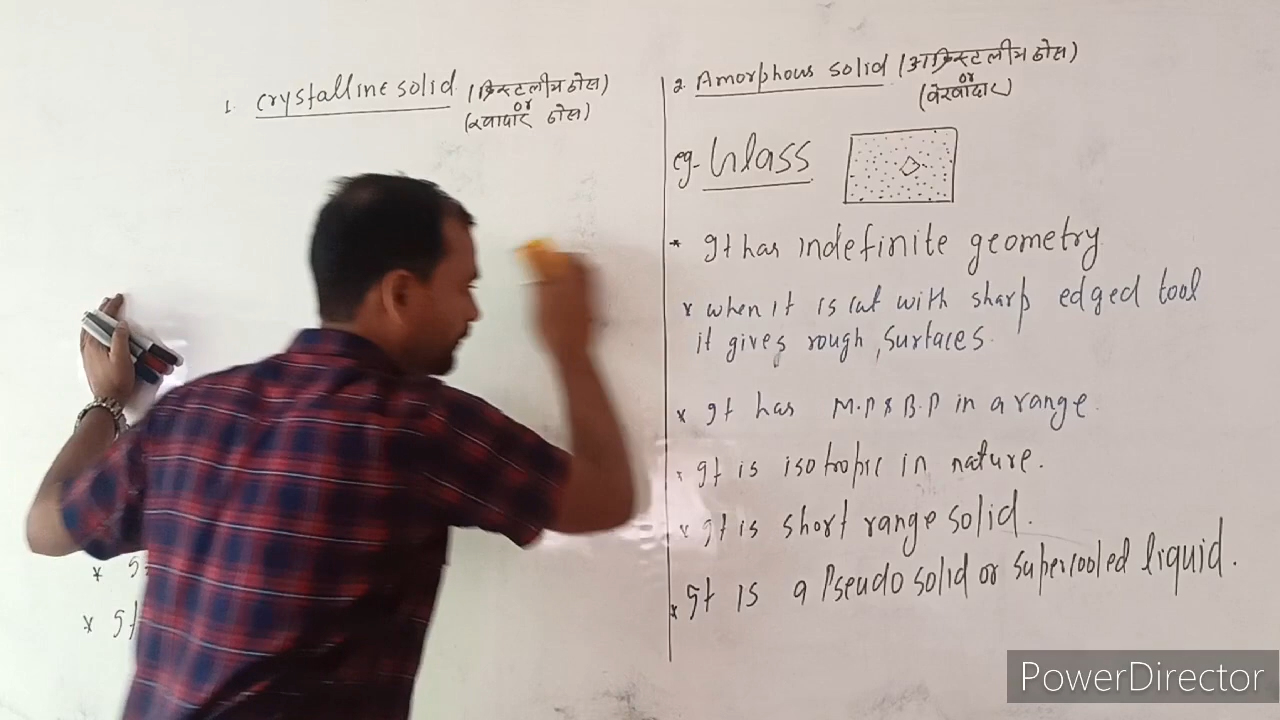 1. Crystalline solid. (क्रिस्टलीय ठोस)
or
(रवादार ठोस)
* It
2. Amorphous solid (अक्रिस्टलीय ठोस)
or
(बेरवादार)
eg- Glass
* It has indefinite geometry
* when it is cut with sharp edged tool
it gives rough surfaces.
* It has M.P & B.P in a range.
* It is isotropic in nature.
* It is short range solid.
* It is a Pseudo solid or supercooled liquid.
PowerDirector